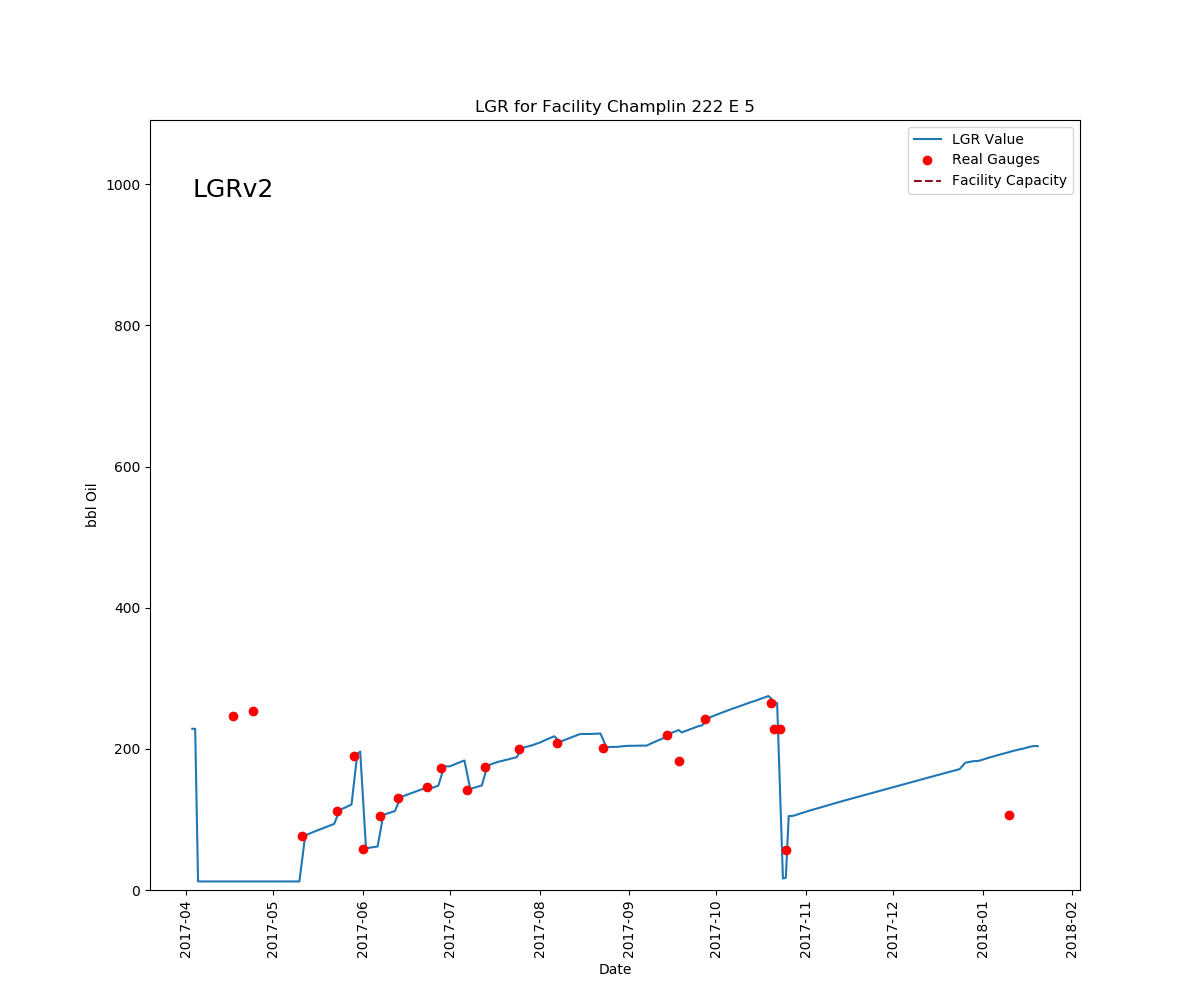 LGR for Facility Champlin 222 E 5
LGR Value
Real Gauges
Facility Capacity
LGRv2
1000
800
600
400
200
0
bbl Oil
2017-04
2017-05
2017-06
2017-07
2017-08
2017-09
2017-10
2017-11
2017-12
2018-01
2018-02
Date